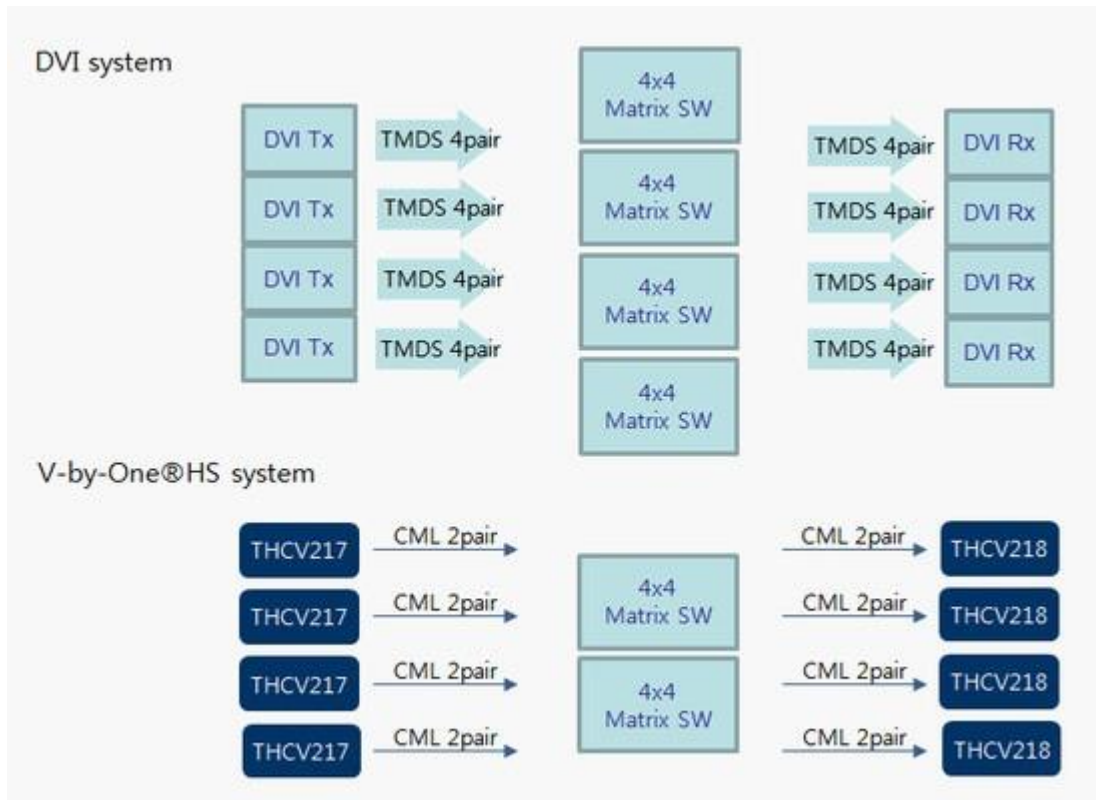 DVI system
4x4
Matrix SW
DVI Tx
TMDS 4pair
TMDS 4pair
DVI Rx
4x4
Matrix SW
DVI Tx
TMDS 4pair
TMDS 4pair
DVI Rx
4x4
Matrix SW
DVI Tx
TMDS 4pair
TMDS 4pair
DVI Rx
DVI Tx
TMDS 4pair
TMDS 4pair
DVI Rx
4x4
Matrix SW
V-by-One®HS system
THCV217
CML 2pair
CML 2pair
THCV218
4x4
Matrix SW
THCV217
CML 2pair
CML 2pair
THCV218
THCV217
CML 2pair
CML 2pair
THCV218
4x4
Matrix SW
THCV217
CML 2pair
CML 2pair
THCV218